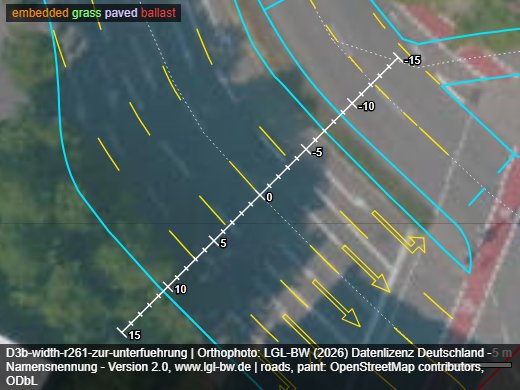 embedded green paved ballast
-15
-10
-5
0
5
10
15
-5 m
D3b-width-r261-zur-unterfuehrung | Orthophoto: LGL-BW (2026) Datenlizenz Deutschland -
Namensnennung - Version 2.0, www.lgl-bw.de | roads, paint: OpenStreetMap contributors,
ODbL